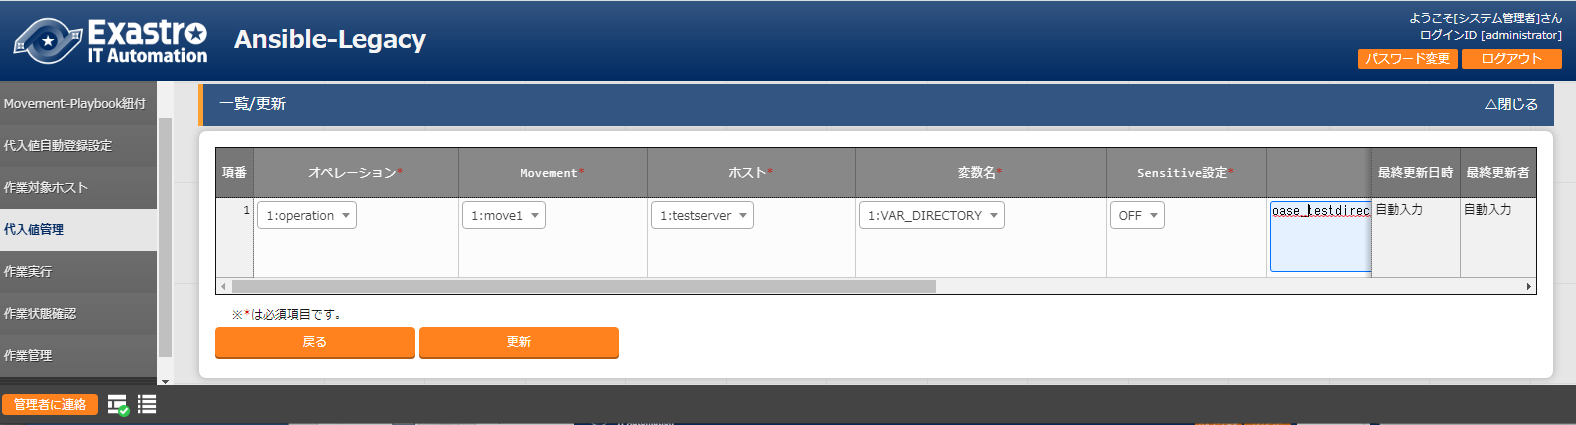 Exastro
IT Automation
Ansible-Legacy
ようこそ[システム管理者]さん
ログインID [administrator]
パスワード変更 ログアウト
Movement-Playbook紐付
代入値自動登録設定
作業対象ホスト
代入値管理
作業実行
作業状態確認
作業管理
一覧/更新 △閉じる
項番 オペレーション* Movement* ホスト* 変数名* Sensitive設定* 最終更新日時 最終更新者
1 1:operation 1:move1 1:testserver 1:VAR_DIRECTORY OFF oase_testdirec 自動入力 自動入力
※*は必須項目です。
戻る 更新
管理者に連絡